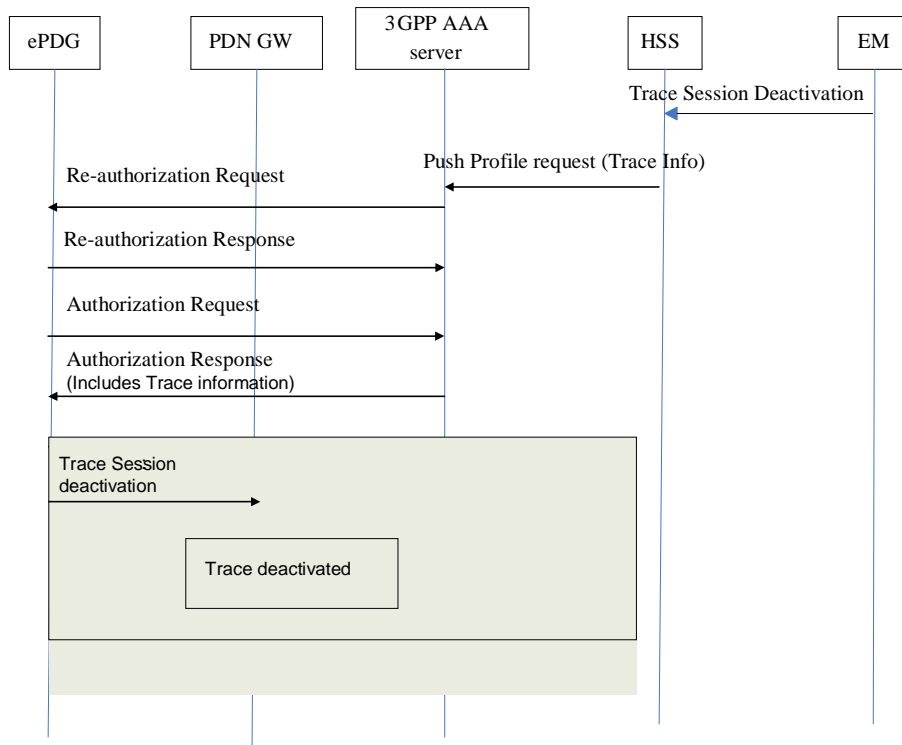 ePDG
PDN GW
3GPP AAA
server
HSS
EM
Trace Session Deactivation
Push Profile request (Trace Info)
Re-authorization Request
Re-authorization Response
Authorization Request
Authorization Response
(Includes Trace information)
Trace Session
deactivation
Trace deactivated